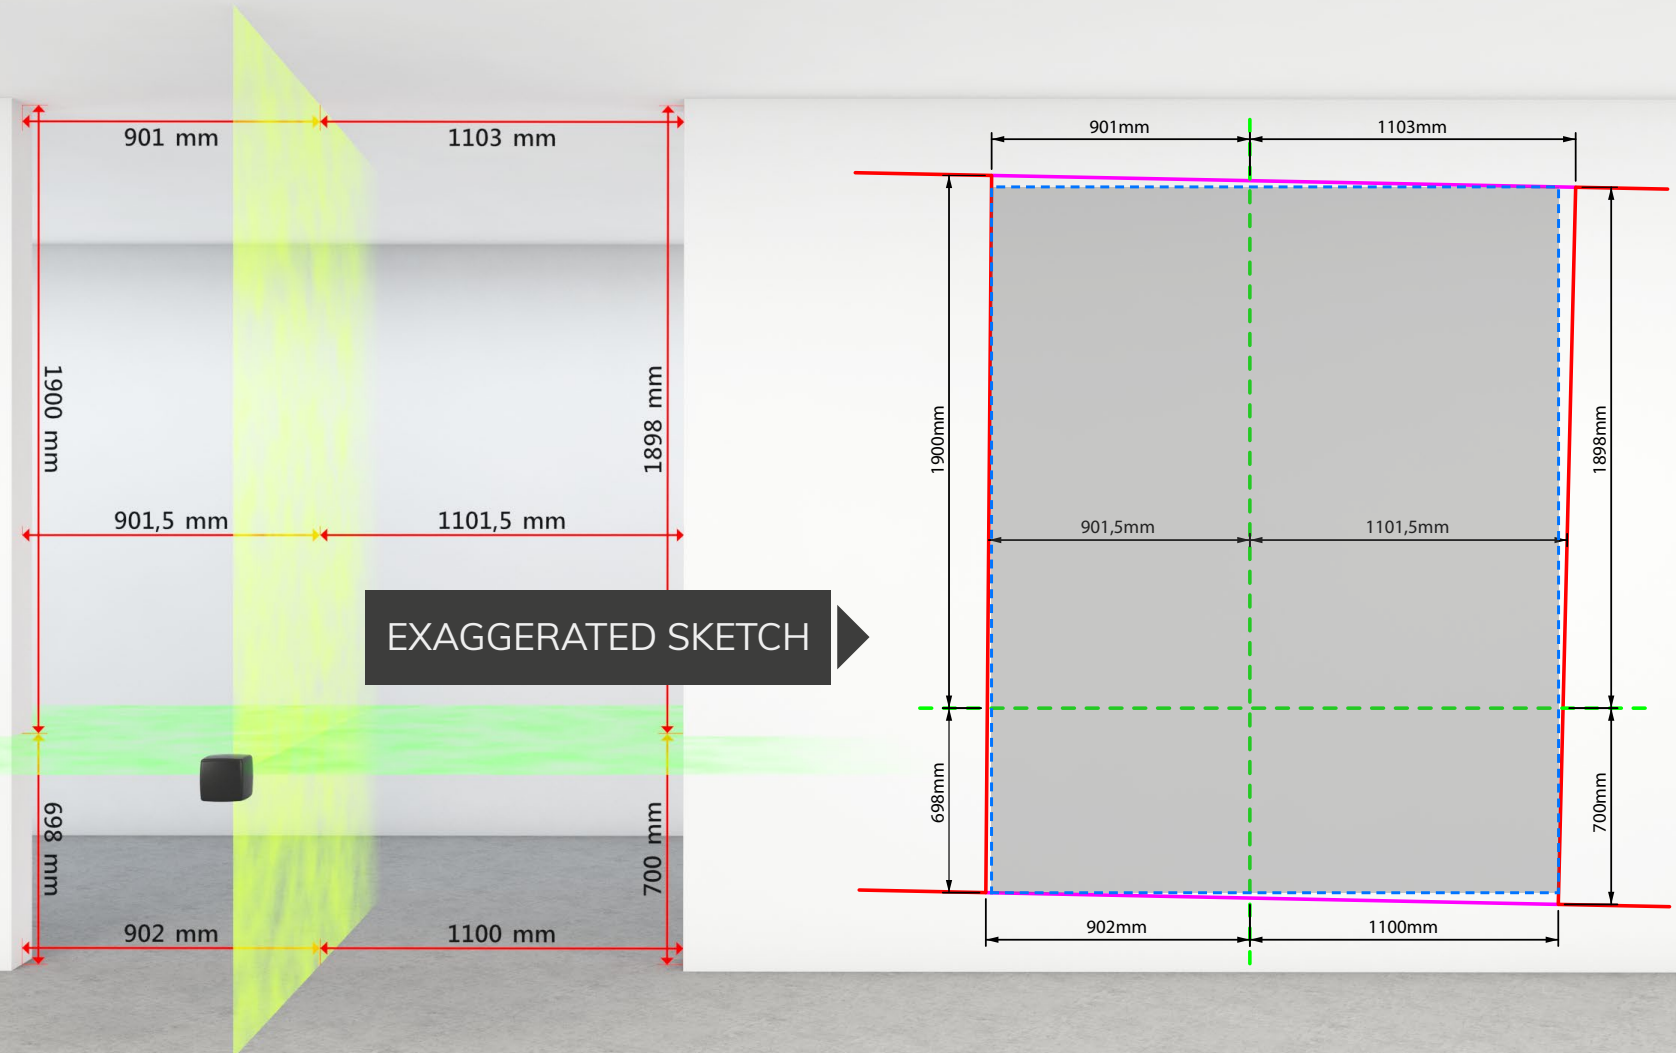 901 mm
1103 mm
1900 mm
1898 mm
901,5 mm
1101,5 mm
698 mm
700 mm
902 mm
1100 mm
EXAGGERATED SKETCH
901mm
1103mm
1900mm
1898mm
901,5mm
1101,5mm
698mm
700mm
902mm
1100mm